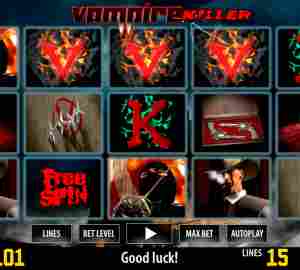 vampire KILLER
V V V
K
FREE
SPIN
LINES BET LEVEL MAX BET AUTOPLAY
.01 Good luck! LINES 15